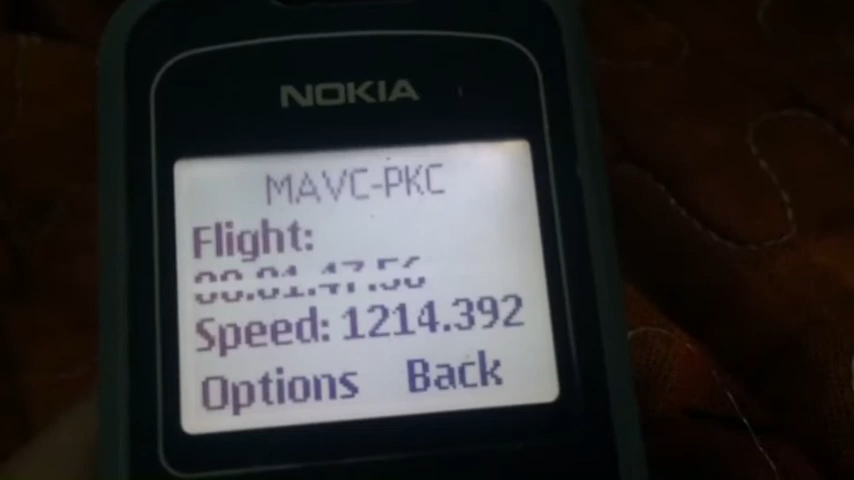 NOKIA
MAVC-PKC
Flight:
Speed: 1214.392
Options Back